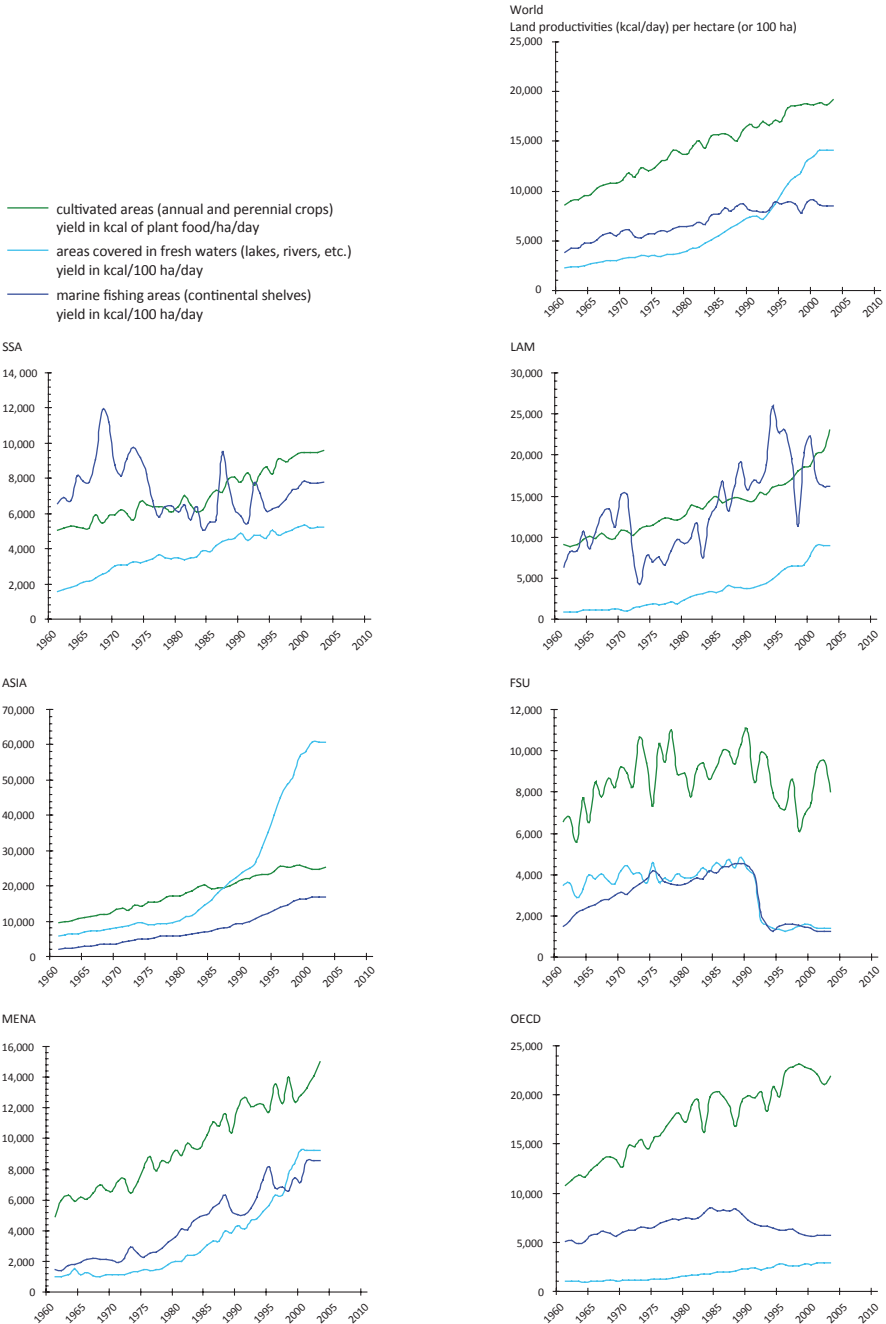 World
Land productivities (kcal/day) per hectare (or 100 ha)
25,000
20,000
15,000
10,000
5,000
0
1960 1965 1970 1975 1980 1985 1990 1995 2000 2005 2010
cultivated areas (annual and perennial crops)
yield in kcal of plant food/ha/day
areas covered in fresh waters (lakes, rivers, etc.)
yield in kcal/100 ha/day
marine fishing areas (continental shelves)
yield in kcal/100 ha/day
SSA
14, 000
12,000
10,000
8,000
6,000
4,000
2,000
0
1960 1965 1970 1975 1980 1985 1990 1995 2000 2005 2010
LAM
30,000
25,000
20,000
15,000
10,000
5,000
0
1960 1965 1970 1975 1980 1985 1990 1995 2000 2005 2010
ASIA
70,000
60,000
50,000
40,000
30,000
20,000
10,000
0
1960 1965 1970 1975 1980 1985 1990 1995 2000 2005 2010
FSU
12,000
10,000
8,000
6,000
4,000
2,000
0
1960 1965 1970 1975 1980 1985 1990 1995 2000 2005 2010
MENA
16,000
14,000
12,000
10,000
8,000
6,000
4,000
2,000
0
1960 1965 1970 1975 1980 1985 1990 1995 2000 2005 2010
OECD
25,000
20,000
15,000
10,000
5,000
0
1960 1965 1970 1975 1980 1985 1990 1995 2000 2005 2010